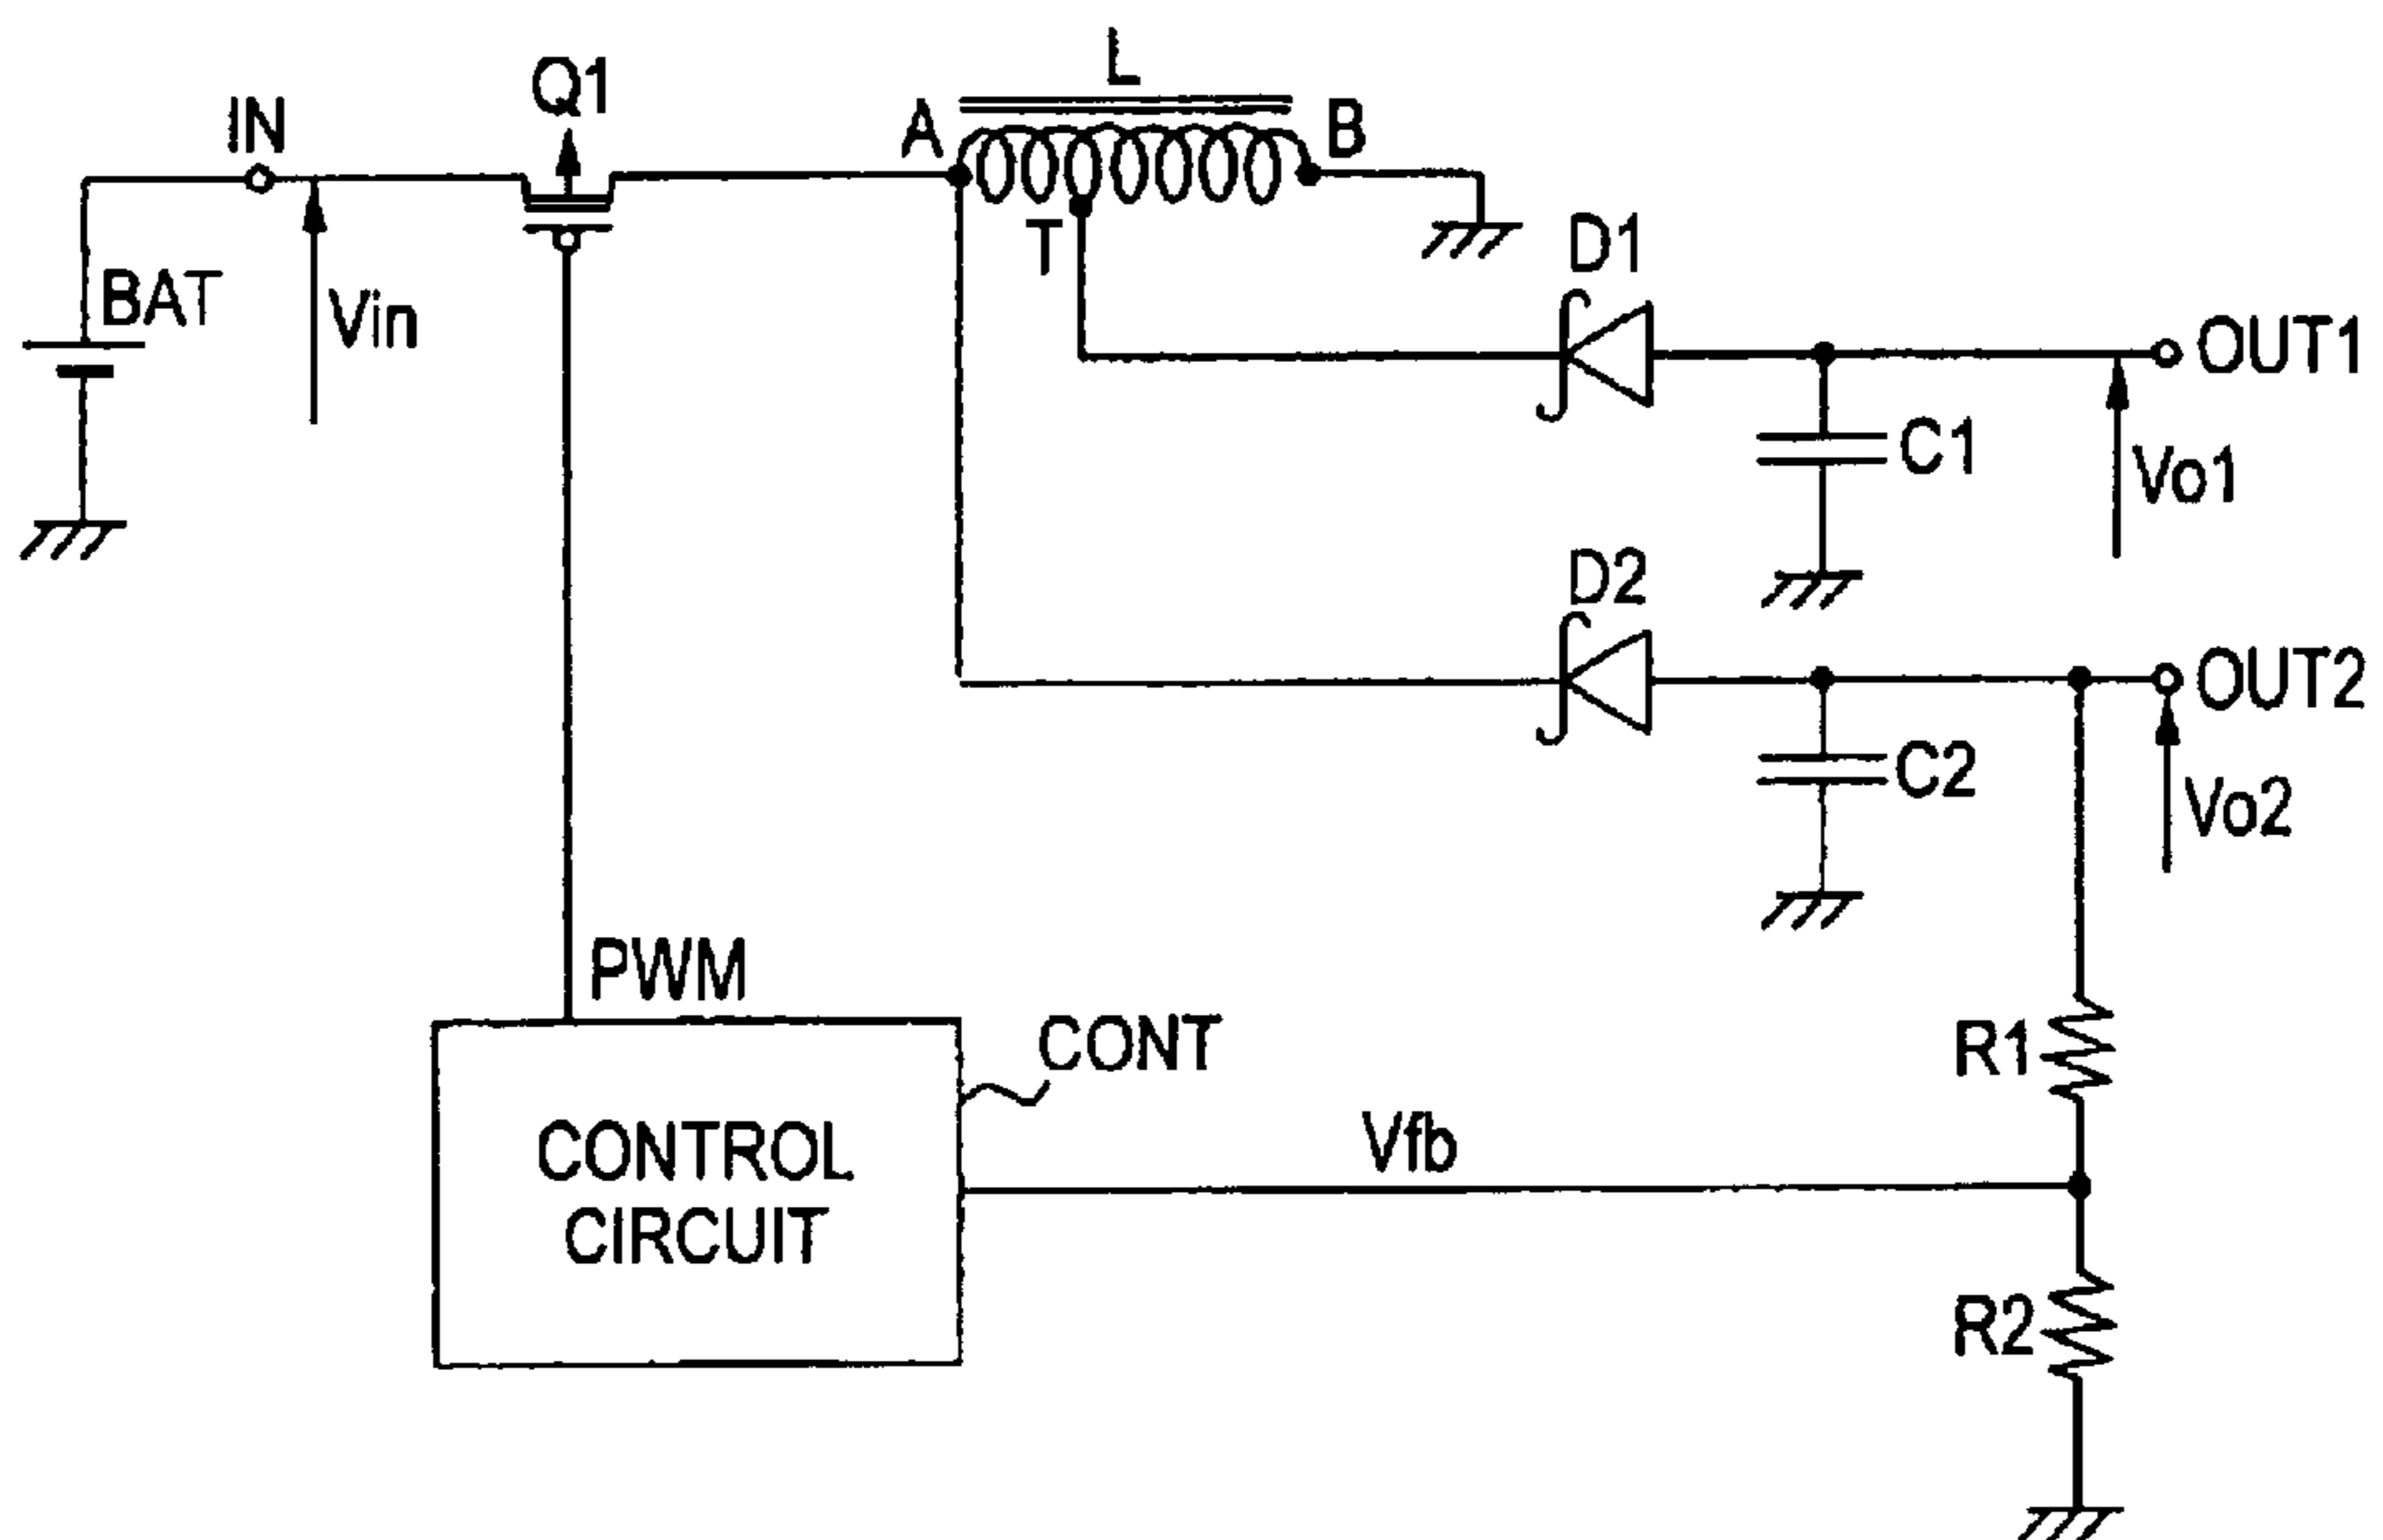 L
Q1
IN
A
B
T
D1
BAT
Vin
OUT1
C1
Vo1
D2
OUT2
C2
Vo2
PWM
CONT
R1
CONTROL
CIRCUIT
Vfb
R2